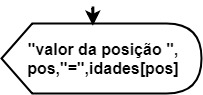 "valor da posição ",
pos,"=",idades[pos]